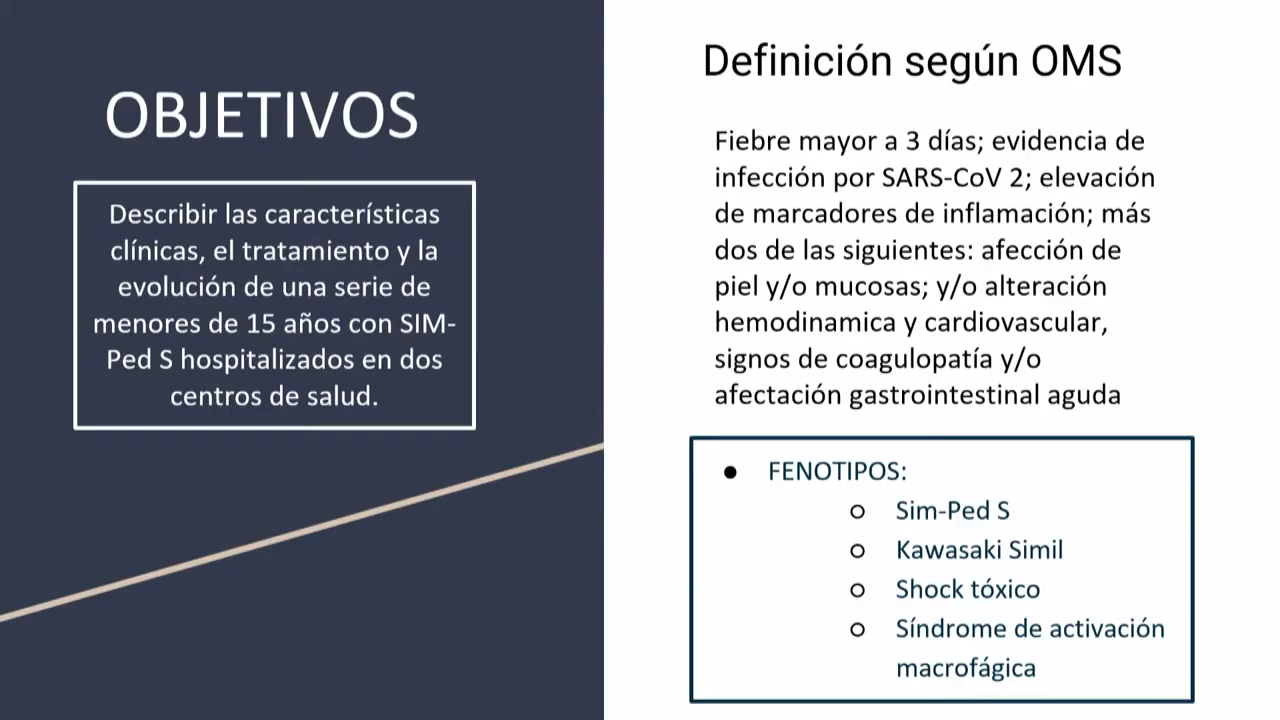 OBJETIVOS
Describir las características
clínicas, el tratamiento y la
evolución de una serie de
menores de 15 años con SIM-
Ped S hospitalizados en dos
centros de salud.
Definición según OMS
Fiebre mayor a 3 días; evidencia de
infección por SARS-CoV 2; elevación
de marcadores de inflamación; más
dos de las siguientes: afección de
piel y/o mucosas; y/o alteración
hemodinamica y cardiovascular,
signos de coagulopatía y/o
afectación gastrointestinal aguda
● FENOTIPOS:
○ Sim-Ped S
○ Kawasaki Simil
○ Shock tóxico
○ Síndrome de activación
macrofágica